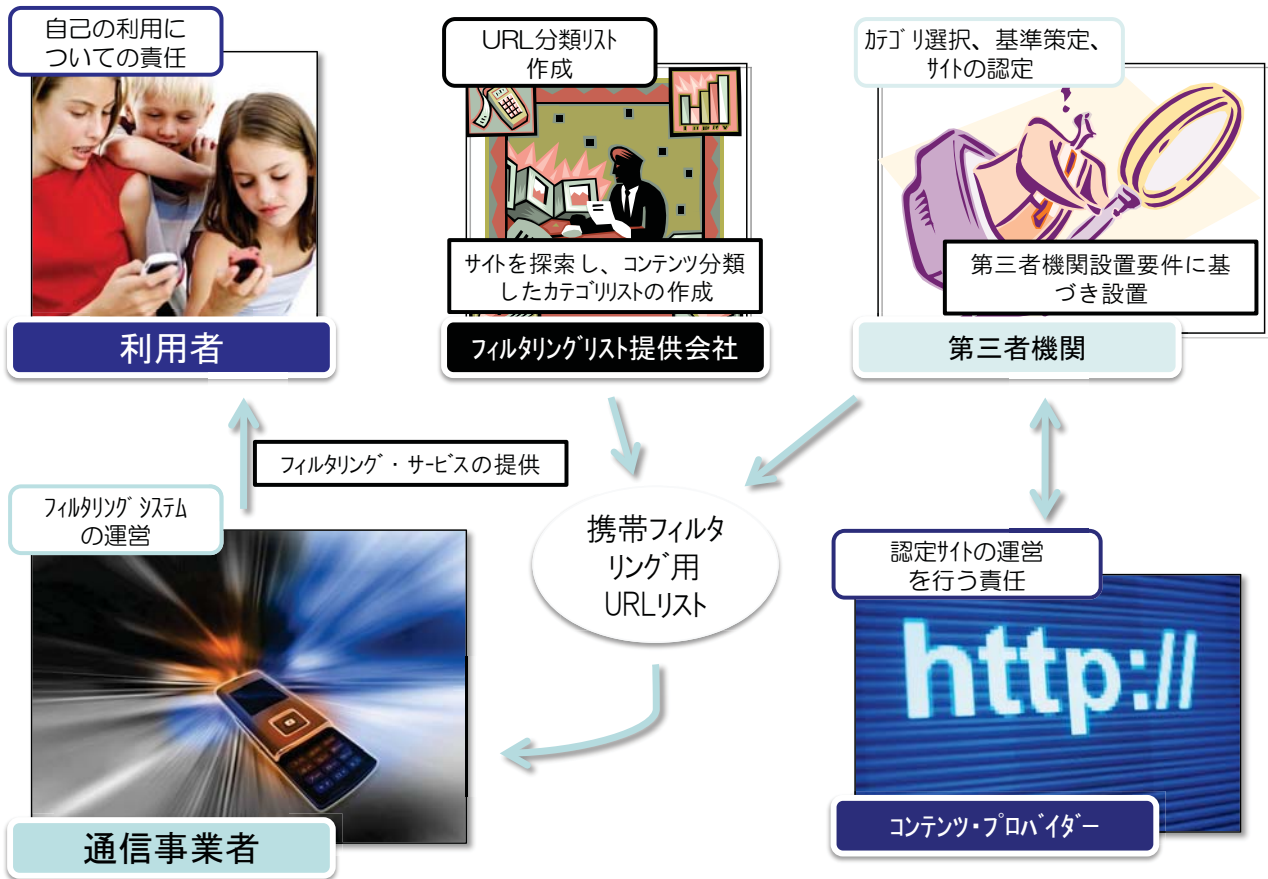 自己の利用に
ついての責任
利用者
URL分類リスト
作成
サイトを探索し、コンテンツ分類
したカテゴリリストの作成
フィルタリングリスト提供会社
カテゴリ選択、基準策定、
サイトの認定
第三者機関設置要件に基
づき設置
第三者機関
フィルタリング・サービスの提供
携帯フィルタ
リング用
URLリスト
フィルタリングシステム
の運営
通信事業者
認定サイトの運営
を行う責任
http://
コンテンツ・プロバイダー